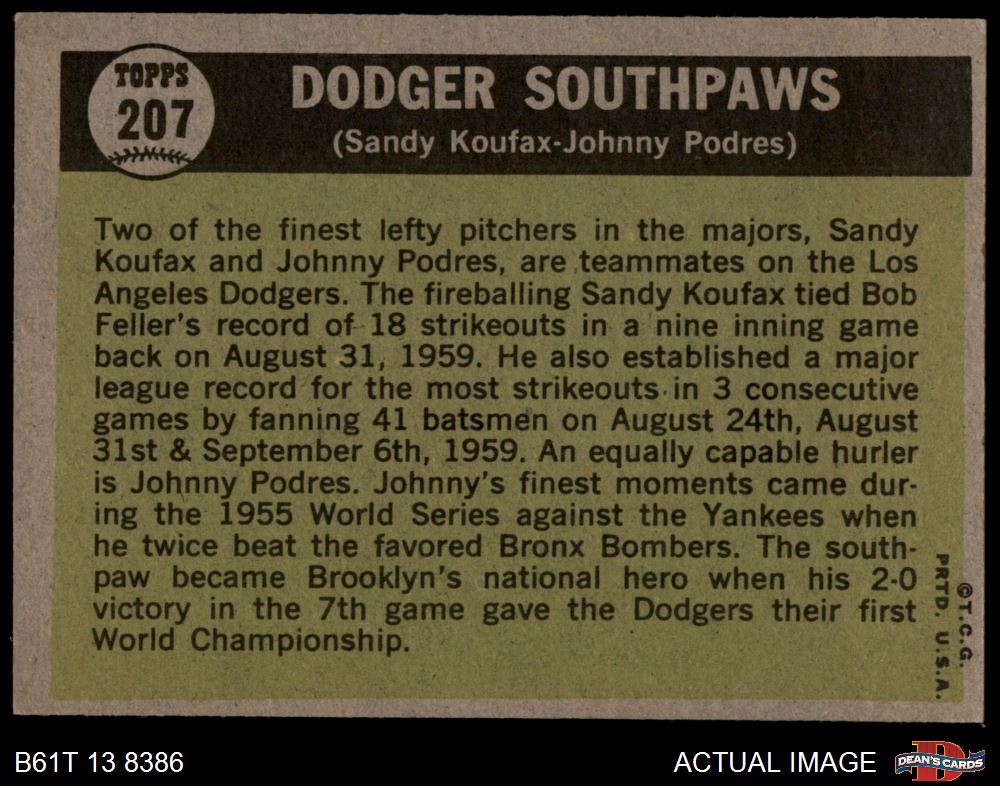 TOPPS
207
DODGER SOUTHPAWS
(Sandy Koufax-Johnny Podres)
Two of the finest lefty pitchers in the majors, Sandy
Koufax and Johnny Podres, are teammates on the Los
Angeles Dodgers. The fireballing Sandy Koufax tied Bob
Feller's record of 18 strikeouts in a nine inning game
back on August 31, 1959. He also established a major
league record for the most strikeouts in 3 consecutive
games by fanning 41 batsmen on August 24th, August
31st & September 6th, 1959. An equally capable hurler
is Johnny Podres. Johnny's finest moments came dur-
ing the 1955 World Series against the Yankees when
he twice beat the favored Bronx Bombers. The south-
paw became Brooklyn's national hero when his 2-0
victory in the 7th game gave the Dodgers their first
World Championship.
©T.C.G.
PRTD. U.S.A.
B61T 13 8386
ACTUAL IMAGE
DEAN'S CARDS